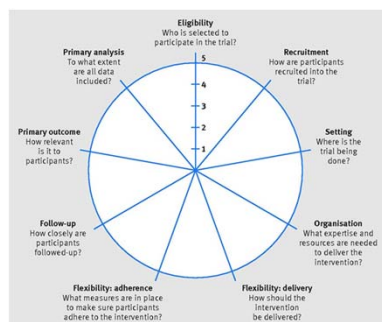 Eligibility
Who is selected to
participate in the trial?
Recruitment
How are participants
recruited into the
trial?
Setting
Where is the
trial being
done?
Organisation
What expertise and
resources are needed
to deliver the
intervention?
Flexibility: delivery
How should the
intervention
be delivered?
Flexibility: adherence
What measures are in place
to make sure participants
adhere to the intervention?
Follow-up
How closely are
participants
followed-up?
Primary outcome
How relevant
is it to
participants?
Primary analysis
To what extent
are all data
included?
5
4
3
2
1